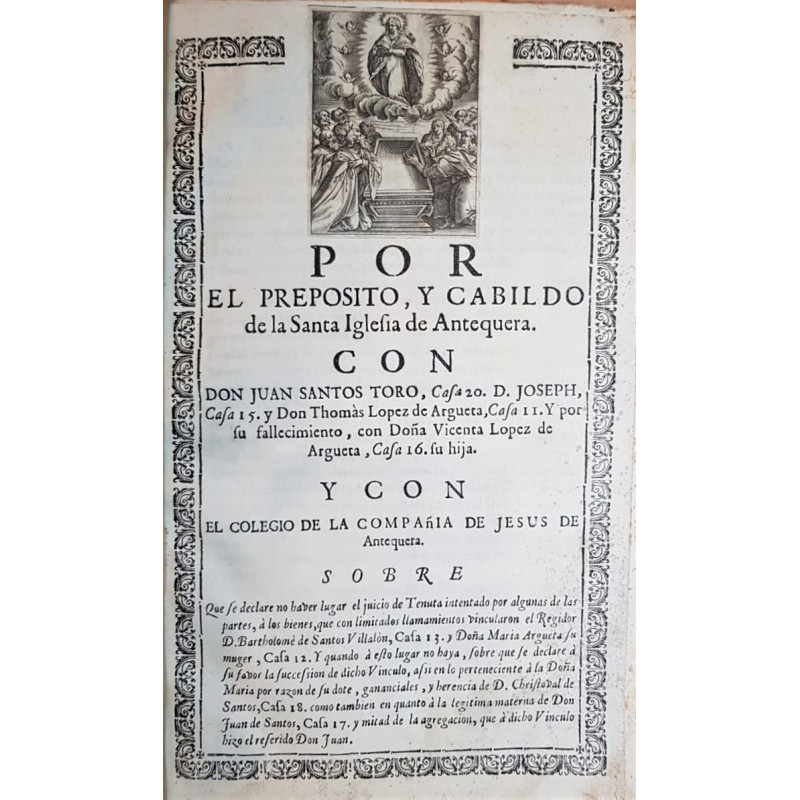 POR
EL PREPOSITO, Y CABILDO
de la Santa Iglesia de Antequera.
CON
DON JUAN SANTOS TORO, Casa 20. D. JOSEPH,
Casa 15. y Don Thomàs Lopez de Argueta, Casa 11. Y por
su fallecimiento, con Doña Vicenta Lopez de
Argueta, Casa 16. su hija.
Y CON
EL COLEGIO DE LA COMPAñIA DE JESUS DE
Antequera.
SOBRE
Que se declare no haver lugar el juicio de Tenuta intentado por algunas de las
partes, à los bienes, que con limitados llamamientos vincularon el Regidor
D. Bartholomè de Santos Villalòn, Casa 13. y Doña Maria Argueta su
muger, Casa 12. Y quando à esto lugar no haya, sobre que se declare à
su favor la succession de dicho Vinculo, assi en lo perteneciente à la Doña
Maria por razon de su dote, gananciales, y herencia de D. Christoval de
Santos, Casa 18. como tambien en quanto à la legitima materna de Don
Juan de Santos, Casa 17. y mitad de la agregacion, que à dicho Vinculo
hizo el referido Don Juan.